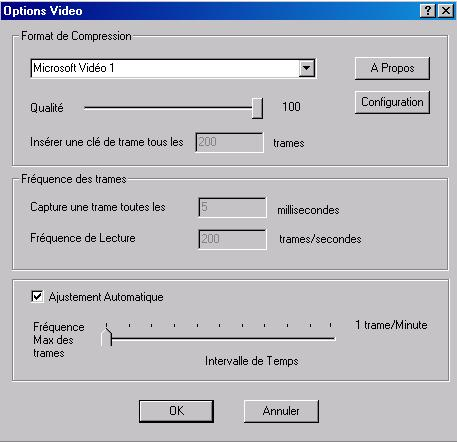 Options Video
Format de Compression
Microsoft Vidéo 1
A Propos
Qualité 100
Configuration
Insérer une clé de trame tous les 200 trames
Fréquence des trames
Capture une trame toutes les 5 millisecondes
Fréquence de Lecture 200 trames/secondes
Ajustement Automatique
Fréquence
Max des
trames
1 trame/Minute
Intervalle de Temps
OK Annuler